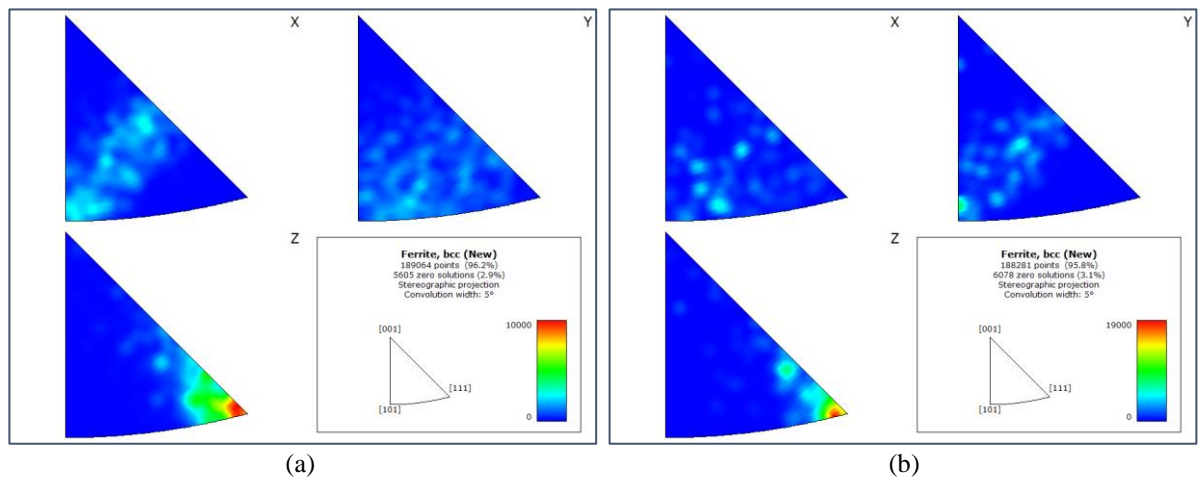 X
Y
Z
Ferrite, bcc (New)
189064 points (96.2%)
5605 zero solutions (2.9%)
Stereographic projection
Convolution width: 5°
10000
0
[001]
[111]
[101]
(a)
X
Y
Z
Ferrite, bcc (New)
188281 points (95.8%)
6078 zero solutions (3.1%)
Stereographic projection
Convolution width: 5°
19000
0
[001]
[111]
[101]
(b)